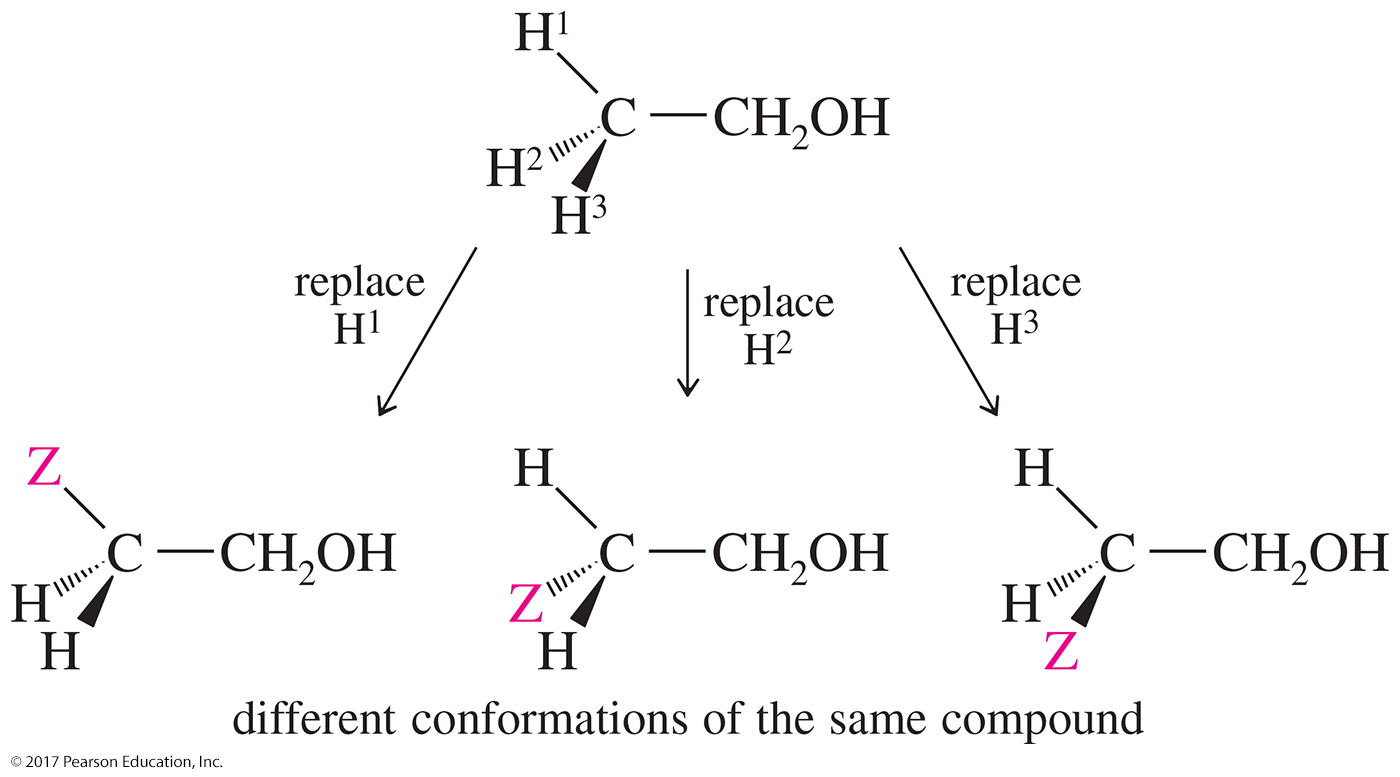 H¹
C—CH₂OH
H²
H³
replace
H¹
replace
H²
replace
H³
Z
C—CH₂OH
H
H
H
C—CH₂OH
Z
H
H
C—CH₂OH
H
Z
different conformations of the same compound
© 2017 Pearson Education, Inc.